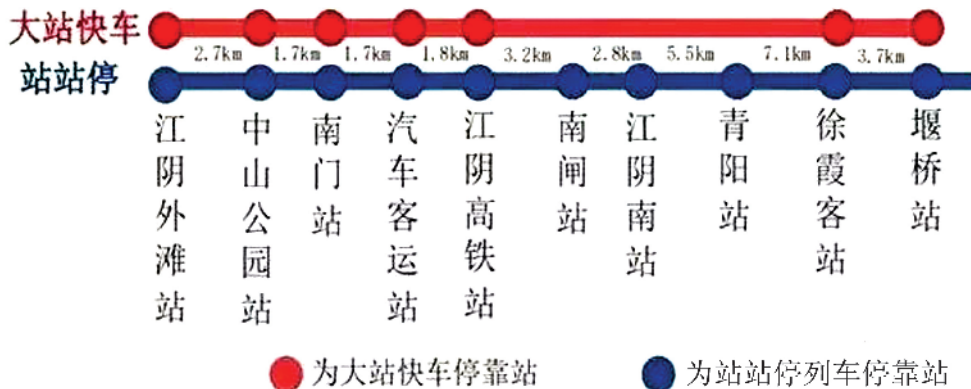 大站快车
2.7km 1.7km 1.7km 1.8km 3.2km 2.8km 5.5km 7.1km 3.7km
站站停
江阴外滩站
中山公园站
南门站
汽车客运站
江阴高铁站
南闸站
江阴南站
青阳站
徐霞客站
堰桥站
为大站快车停靠站
为站站停列车停靠站